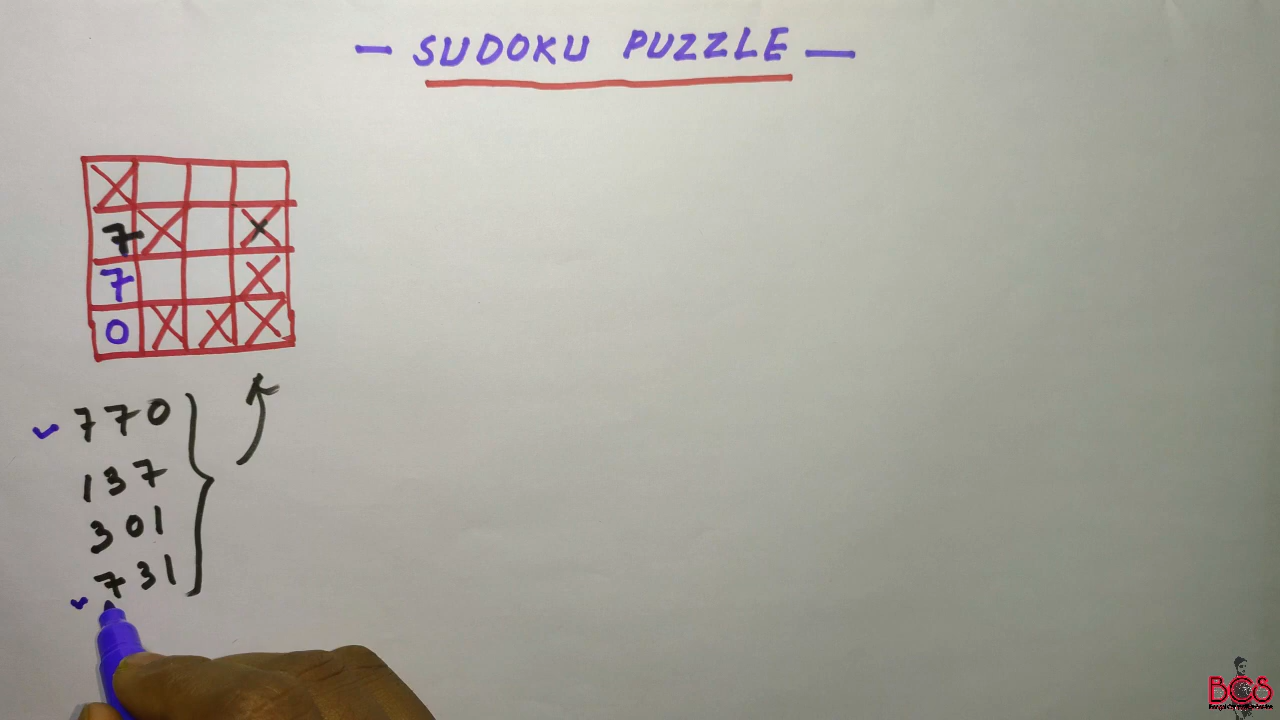 — SUDOKU PUZZLE —
X
7 X X
7 X
0 X X X
770
137
301
731
BCS